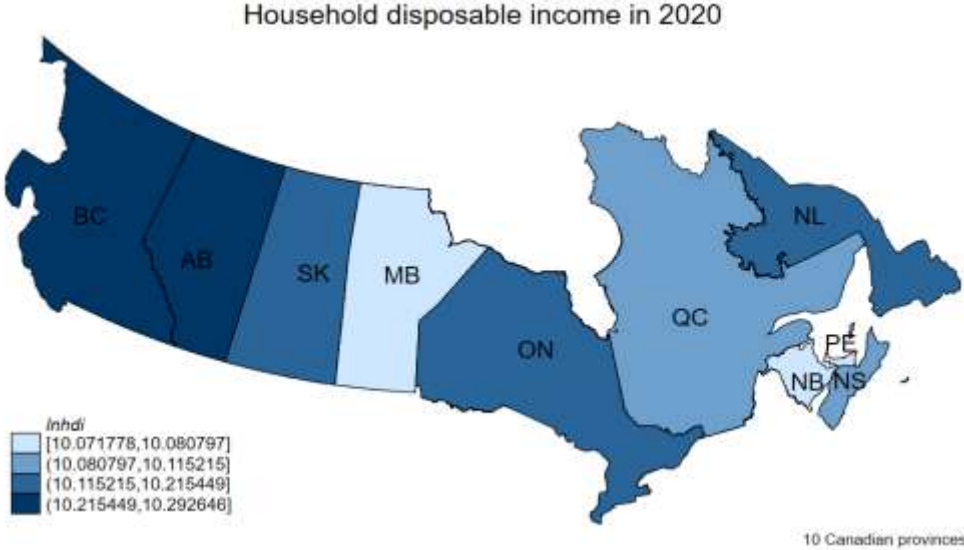 Household disposable income in 2020
BC
AB
SK
MB
ON
QC
NL
PE
NB
NS
lnhdi
[10.071778,10.080797]
(10.080797,10.115215]
(10.115215,10.215449]
(10.215449,10.292646]
10 Canadian provinces